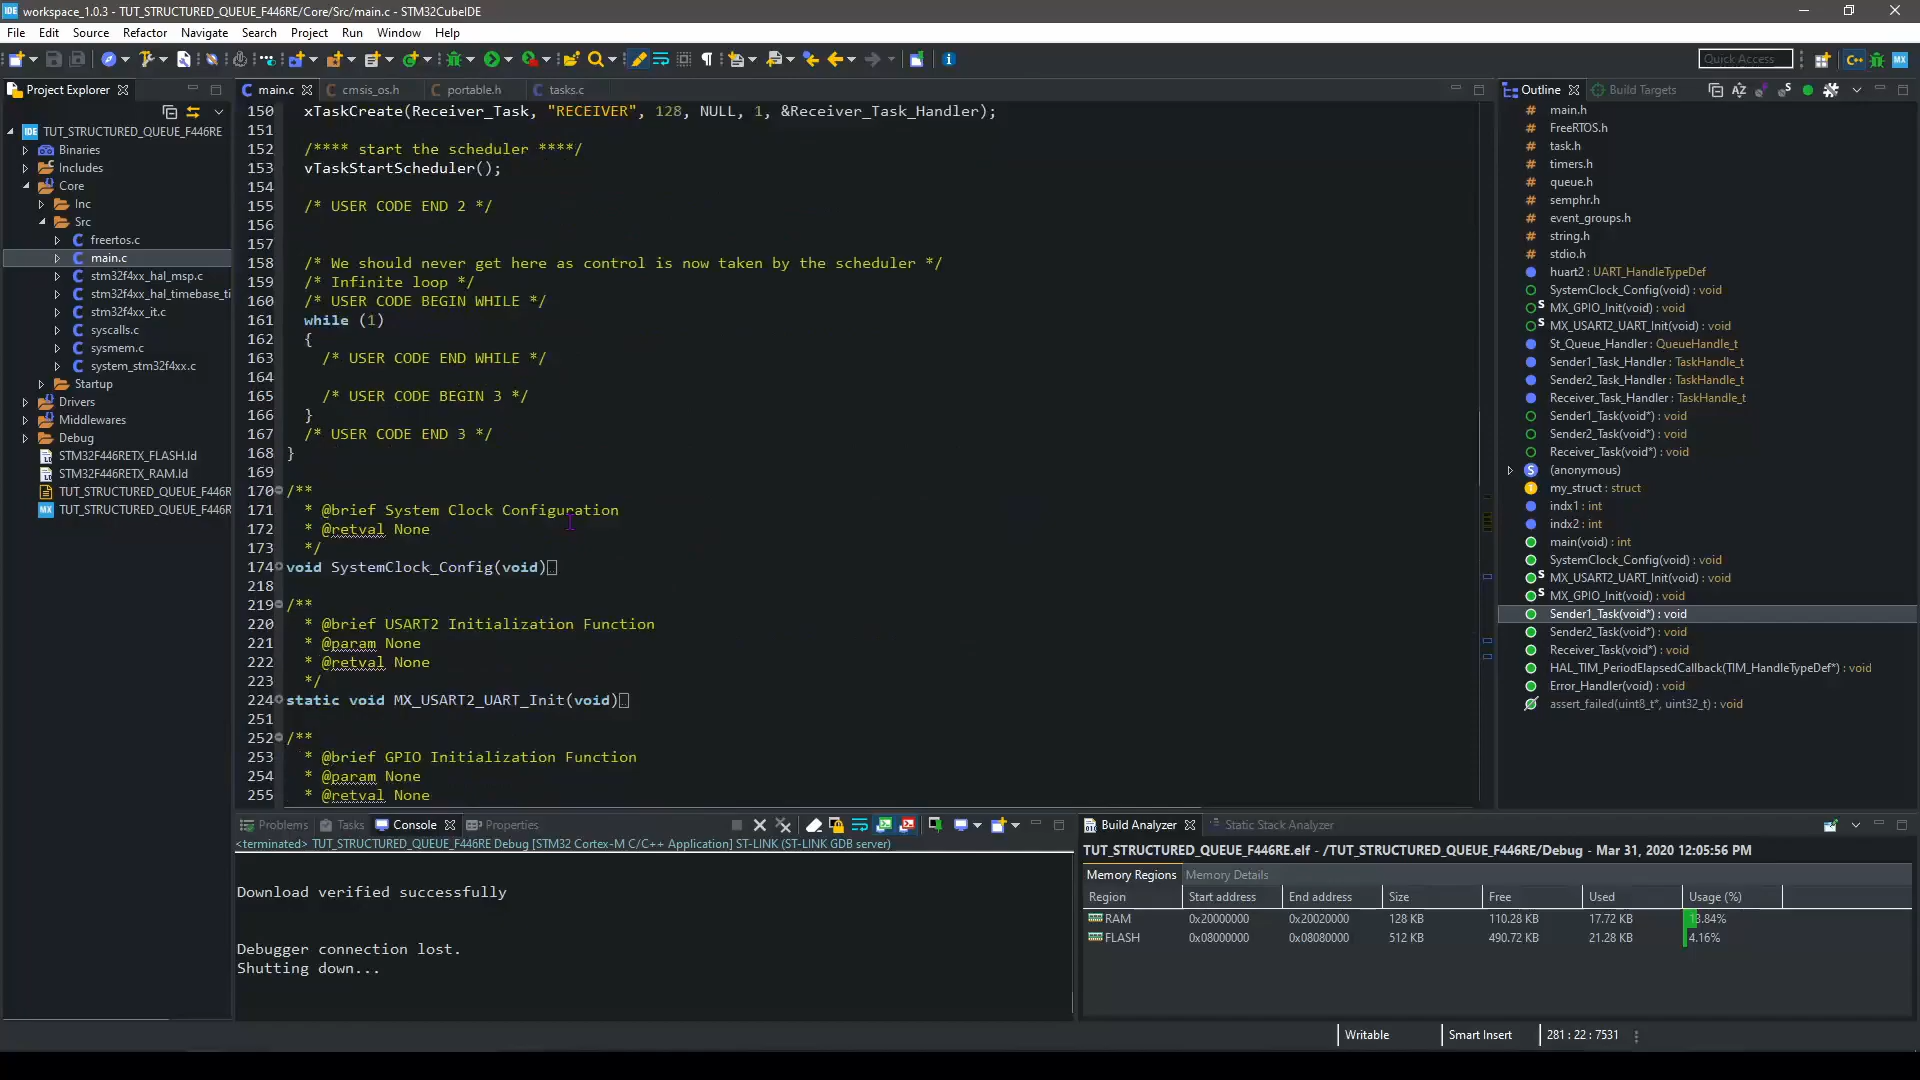 workspace_1.0.3 - TUT_STRUCTURED_QUEUE_F446RE/Core/Src/main.c - STM32CubeIDE
File Edit Source Refactor Navigate Search Project Run Window Help
Quick Access
Project Explorer
TUT_STRUCTURED_QUEUE_F446RE
Binaries
Includes
Core
Inc
Src
freertos.c
main.c
stm32f4xx_hal_msp.c
stm32f4xx_hal_timebase_ti
stm32f4xx_it.c
syscalls.c
sysmem.c
system_stm32f4xx.c
Startup
Drivers
Middlewares
Debug
STM32F446RETX_FLASH.ld
STM32F446RETX_RAM.ld
TUT_STRUCTURED_QUEUE_F446R
TUT_STRUCTURED_QUEUE_F446R
main.c cmsis_os.h portable.h tasks.c
150 xTaskCreate(Receiver_Task, "RECEIVER", 128, NULL, 1, &Receiver_Task_Handler);
151
152 /**** start the scheduler ****/
153 vTaskStartScheduler();
154
155 /* USER CODE END 2 */
156
157
158 /* We should never get here as control is now taken by the scheduler */
159 /* Infinite loop */
160 /* USER CODE BEGIN WHILE */
161 while (1)
162 {
163 /* USER CODE END WHILE */
164
165 /* USER CODE BEGIN 3 */
166 }
167 /* USER CODE END 3 */
168 }
169
170 /**
171 * @brief System Clock Configuration
172 * @retval None
173 */
174 void SystemClock_Config(void)
218
219 /**
220 * @brief USART2 Initialization Function
221 * @param None
222 * @retval None
223 */
224 static void MX_USART2_UART_Init(void)
251
252 /**
253 * @brief GPIO Initialization Function
254 * @param None
255 * @retval None
Outline Build Targets
main.h
FreeRTOS.h
task.h
timers.h
queue.h
semphr.h
event_groups.h
string.h
stdio.h
huart2 : UART_HandleTypeDef
SystemClock_Config(void) : void
MX_GPIO_Init(void) : void
MX_USART2_UART_Init(void) : void
St_Queue_Handler : QueueHandle_t
Sender1_Task_Handler : TaskHandle_t
Sender2_Task_Handler : TaskHandle_t
Receiver_Task_Handler : TaskHandle_t
Sender1_Task(void*) : void
Sender2_Task(void*) : void
Receiver_Task(void*) : void
(anonymous)
my_struct : struct
indx1 : int
indx2 : int
main(void) : int
SystemClock_Config(void) : void
MX_USART2_UART_Init(void) : void
MX_GPIO_Init(void) : void
Sender1_Task(void*) : void
Sender2_Task(void*) : void
Receiver_Task(void*) : void
HAL_TIM_PeriodElapsedCallback(TIM_HandleTypeDef*) : void
Error_Handler(void) : void
assert_failed(uint8_t*, uint32_t) : void
Problems Tasks Console Properties
<terminated> TUT_STRUCTURED_QUEUE_F446RE Debug [STM32 Cortex-M C/C++ Application] ST-LINK (ST-LINK GDB server)
Download verified successfully
Debugger connection lost.
Shutting down...
Build Analyzer Static Stack Analyzer
TUT_STRUCTURED_QUEUE_F446RE.elf - /TUT_STRUCTURED_QUEUE_F446RE/Debug - Mar 31, 2020 12:05:56 PM
Memory Regions Memory Details
Region Start address End address Size Free Used Usage (%)
RAM 0x20000000 0x20020000 128 KB 110.28 KB 17.72 KB 13.84%
FLASH 0x08000000 0x08080000 512 KB 490.72 KB 21.28 KB 4.16%
Writable Smart Insert 281 : 22 : 7531